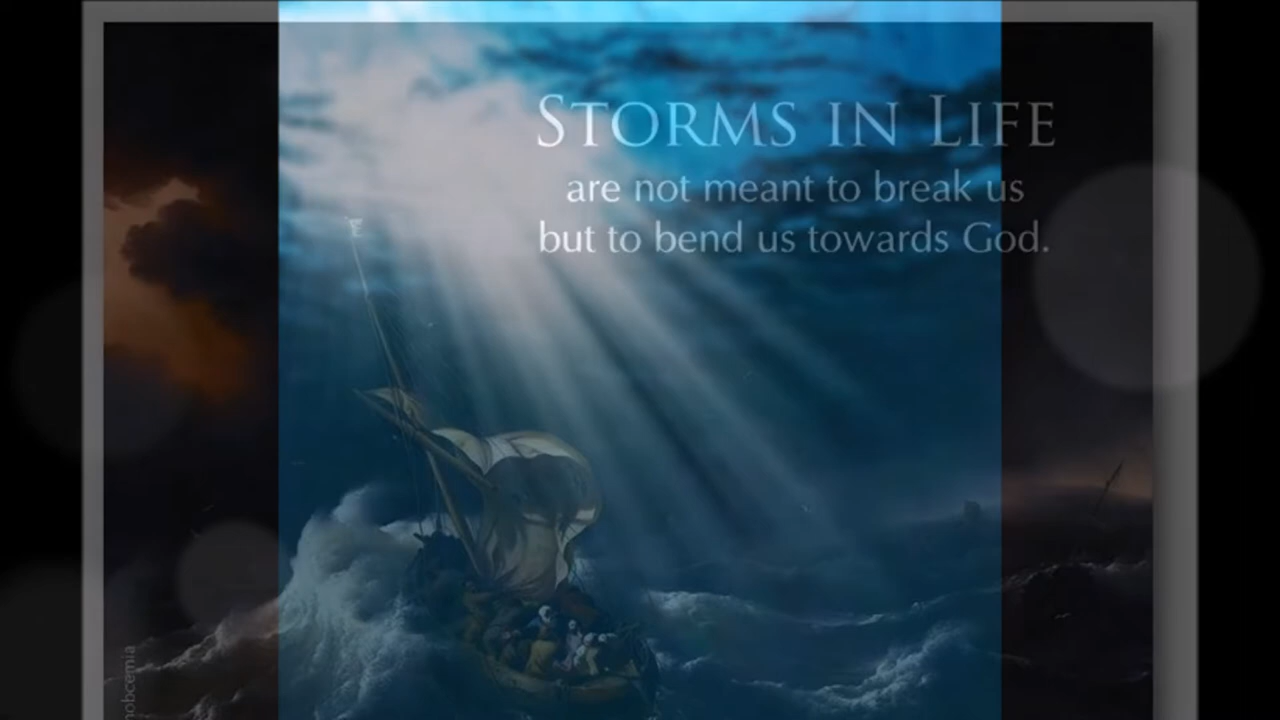 STORMS IN LIFE
are not meant to break us
but to bend us towards God.